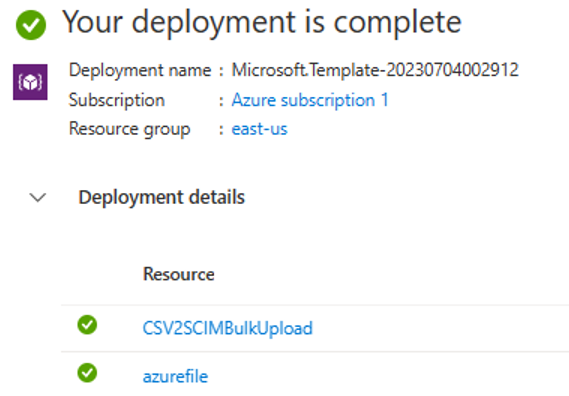 Your deployment is complete
Deployment name : Microsoft.Template-20230704002912
Subscription : Azure subscription 1
Resource group : east-us
Deployment details
Resource
CSV2SCIMBulkUpload
azurefile